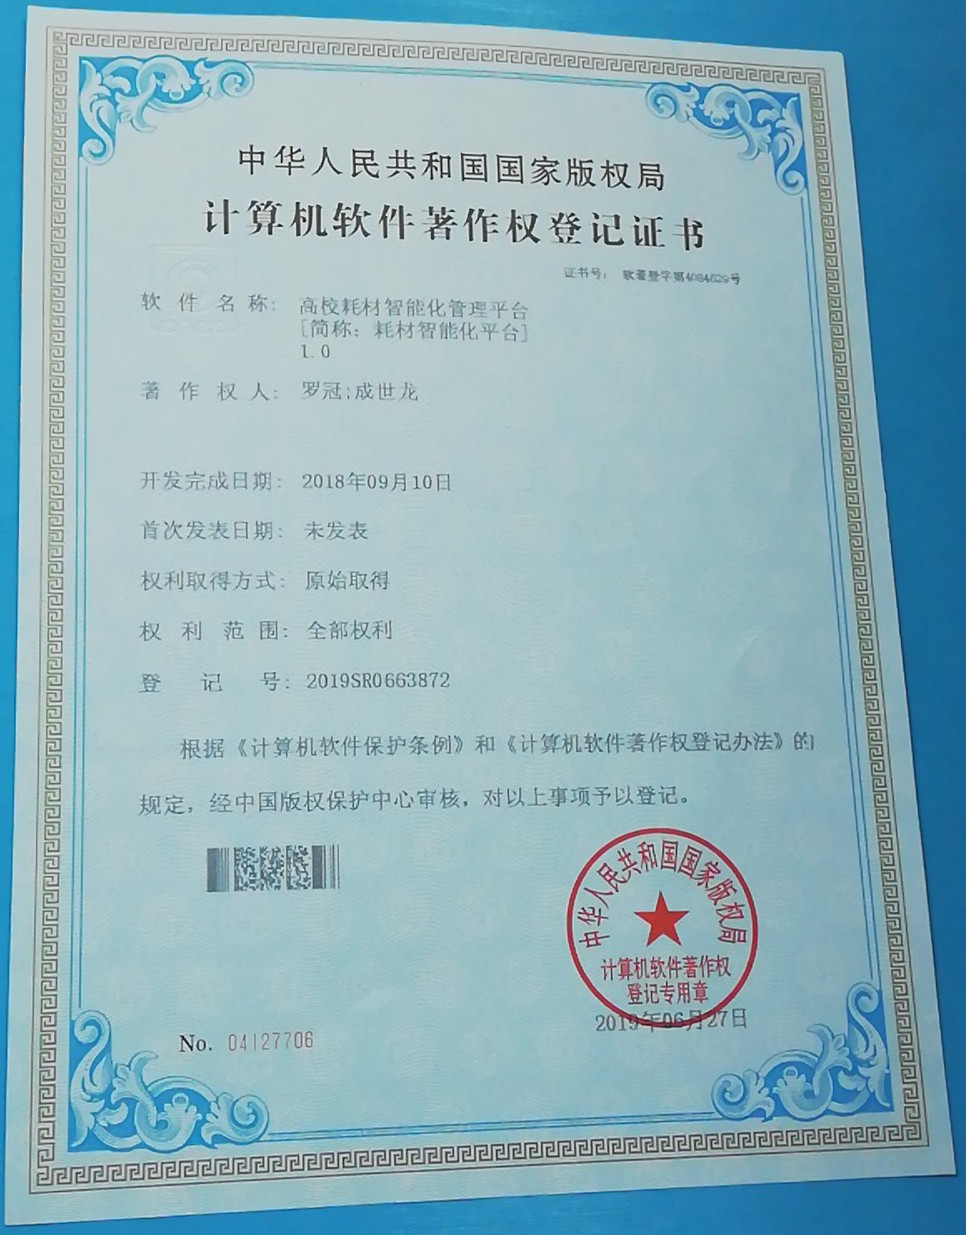 中华人民共和国国家版权局
计算机软件著作权登记证书
证书号： 软著登字第4084629号
软件名称： 高校耗材智能化管理平台
[简称：耗材智能化平台]
1.0
著作权人： 罗冠;成世龙
开发完成日期： 2018年09月10日
首次发表日期： 未发表
权利取得方式： 原始取得
权利范围： 全部权利
登记号： 2019SR0663872
根据《计算机软件保护条例》和《计算机软件著作权登记办法》的
规定，经中国版权保护中心审核，对以上事项予以登记。
中华人民共和国国家版权局
计算机软件著作权
登记专用章
2019年06月27日
No. 04127706